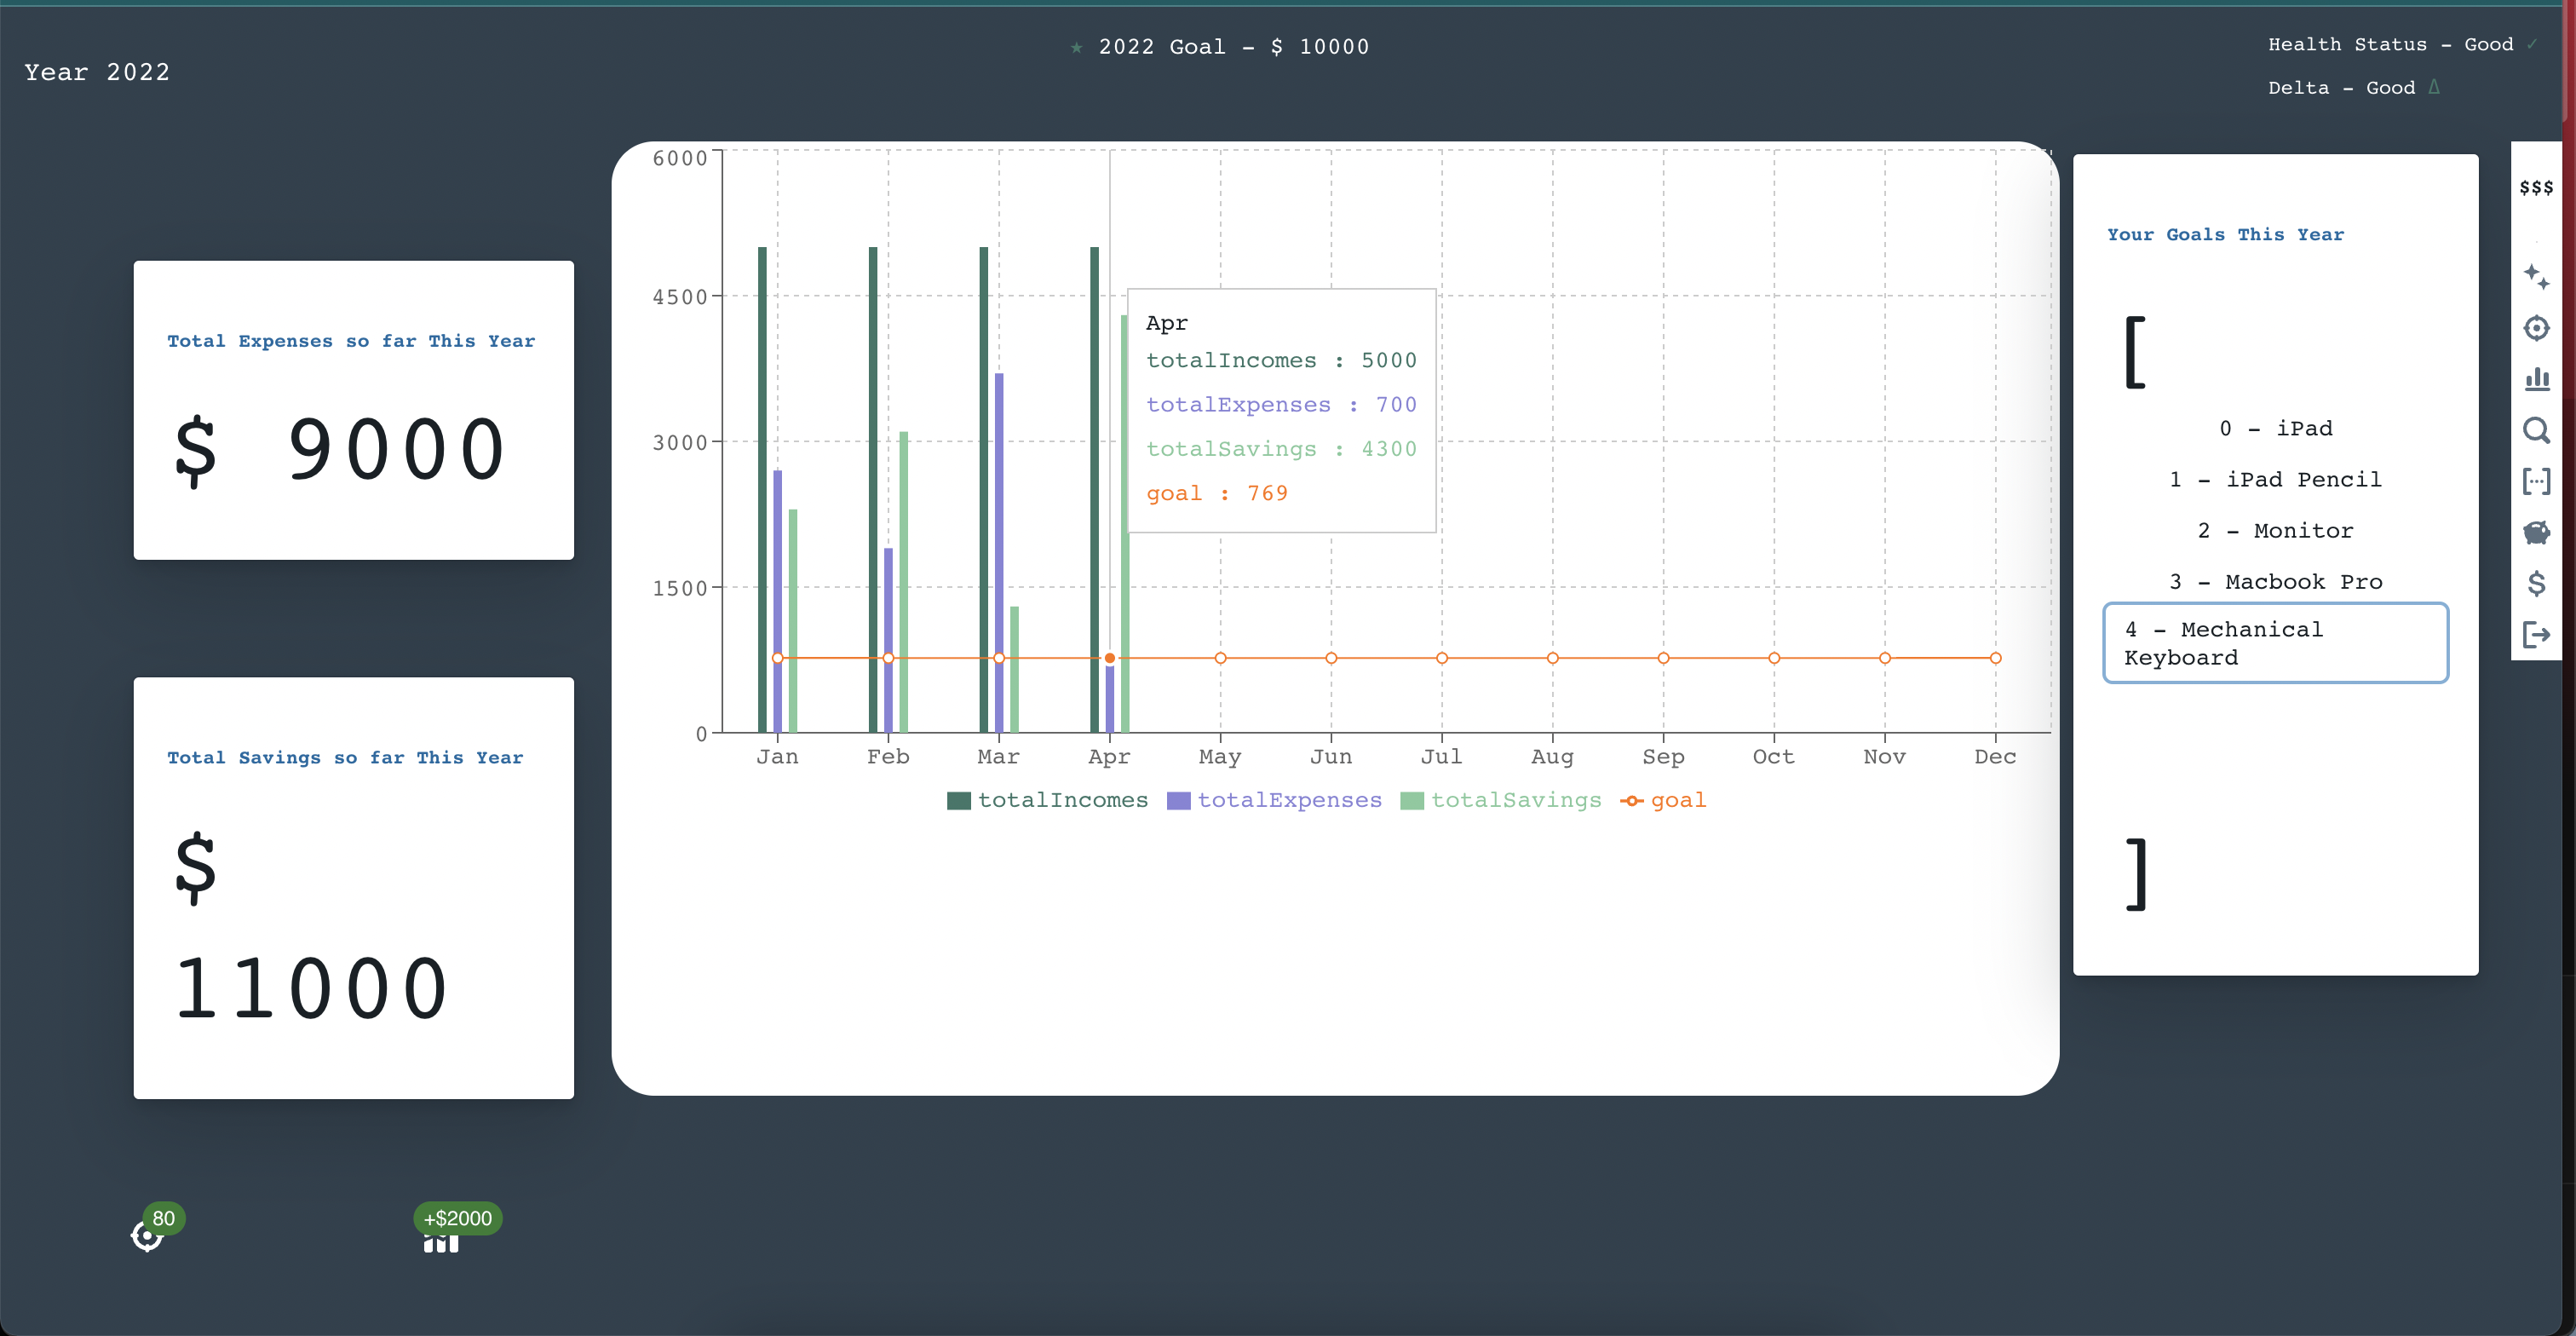 Year 2022
★ 2022 Goal – $ 10000
Health Status – Good ✓
Delta – Good Δ
Total Expenses so far This Year
$ 9000
Total Savings so far This Year
$
11000
80
+$2000
6000
4500
3000
1500
0
Jan Feb Mar Apr May Jun Jul Aug Sep Oct Nov Dec
Apr
totalIncomes : 5000
totalExpenses : 700
totalSavings : 4300
goal : 769
totalIncomes totalExpenses totalSavings goal
Your Goals This Year
[
0 – iPad
1 – iPad Pencil
2 – Monitor
3 – Macbook Pro
4 – Mechanical
Keyboard
]
$$$
$